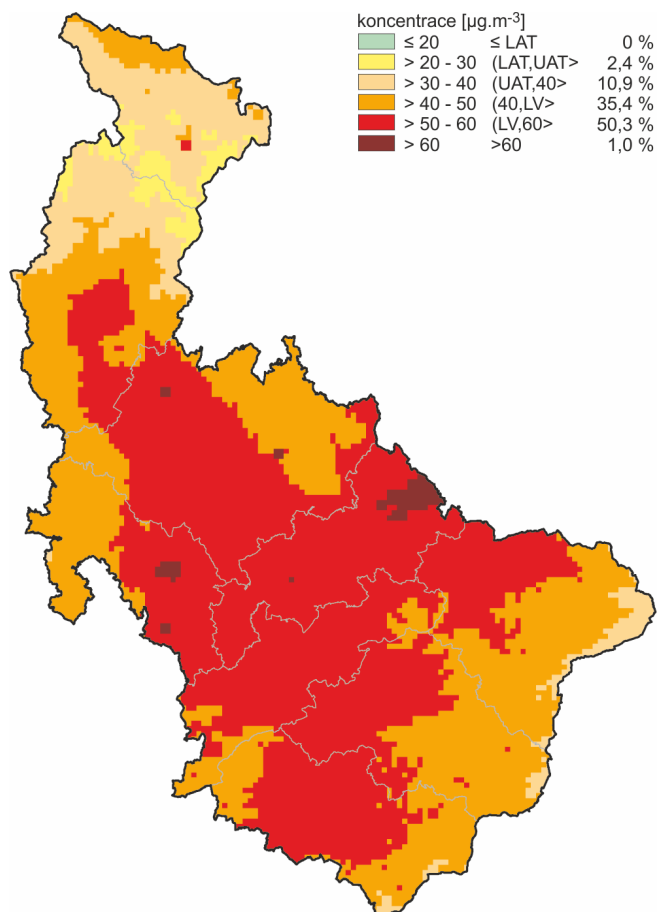 koncentrace [µg.m-³]
≤ 20 ≤ LAT 0 %
> 20 - 30 (LAT,UAT> 2,4 %
> 30 - 40 (UAT,40> 10,9 %
> 40 - 50 (40,LV> 35,4 %
> 50 - 60 (LV,60> 50,3 %
> 60 >60 1,0 %